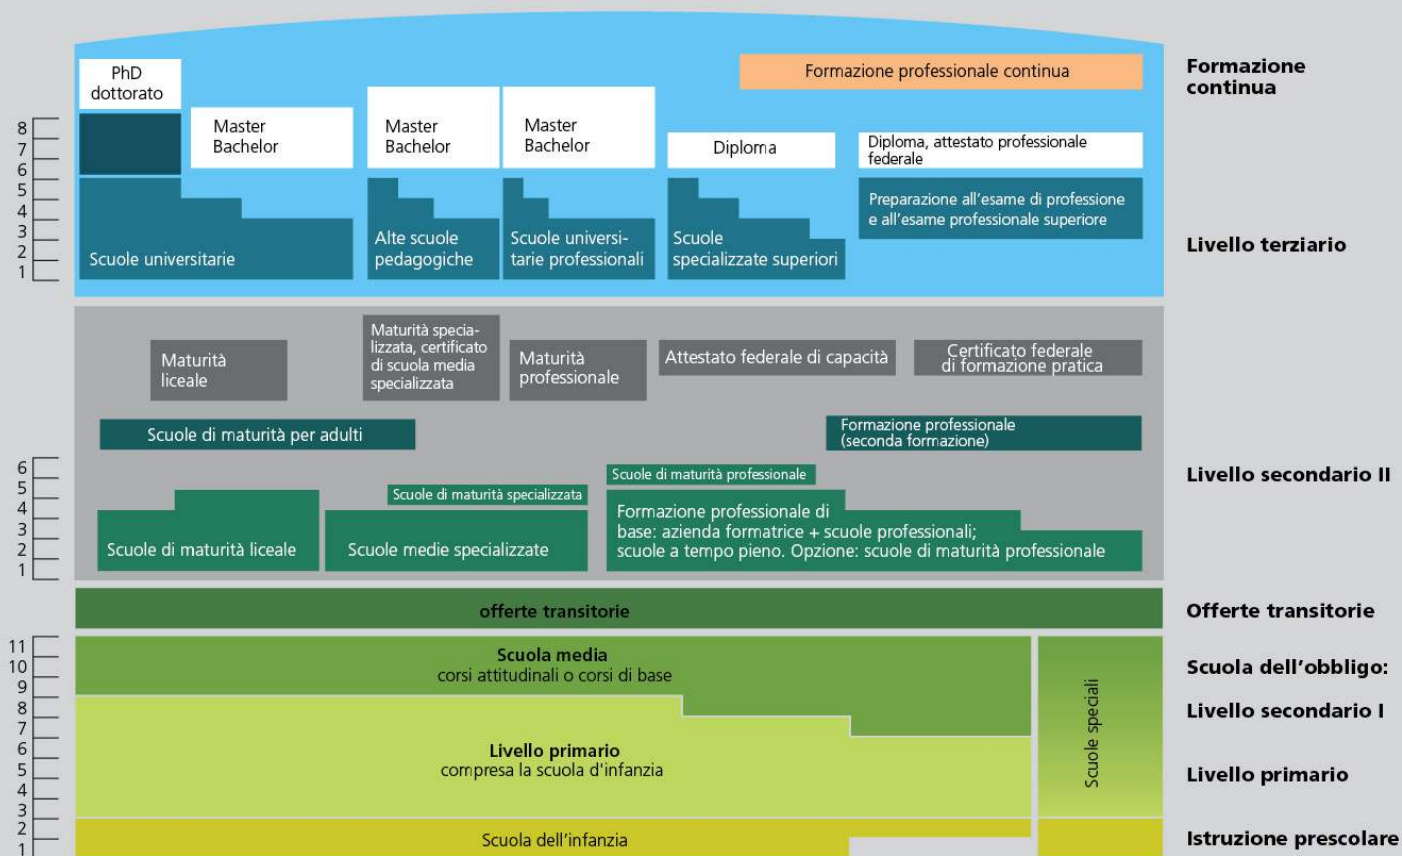 Formazione
continua
PhD
dottorato
Formazione professionale continua
8
7
6
5
4
3
2
1
Master
Bachelor
Master
Bachelor
Master
Bachelor
Diploma
Diploma, attestato professionale
federale
Scuole universitarie
Alte scuole
pedagogiche
Scuole universi-
tarie professionali
Scuole
specializzate superiori
Preparazione all'esame di professione
e all'esame professionale superiore
Livello terziario
Maturità
liceale
Maturità specia-
lizzata, certificato
di scuola media
specializzata
Maturità
professionale
Attestato federale di capacità
Certificato federale
di formazione pratica
Scuole di maturità per adulti
Formazione professionale
(seconda formazione)
6
5
4
3
2
1
Scuole di maturità professionale
Scuole di maturità specializzata
Scuole di maturità liceale
Scuole medie specializzate
Formazione professionale di
base: azienda formatrice + scuole professionali;
scuole a tempo pieno. Opzione: scuole di maturità professionale
Livello secondario II
offerte transitorie
Offerte transitorie
11
10
9
8
7
6
5
4
3
2
1
Scuola media
corsi attitudinali o corsi di base
Livello primario
compresa la scuola d'infanzia
Scuola dell'infanzia
Scuole speciali
Scuola dell'obbligo:
Livello secondario I
Livello primario
Istruzione prescolare